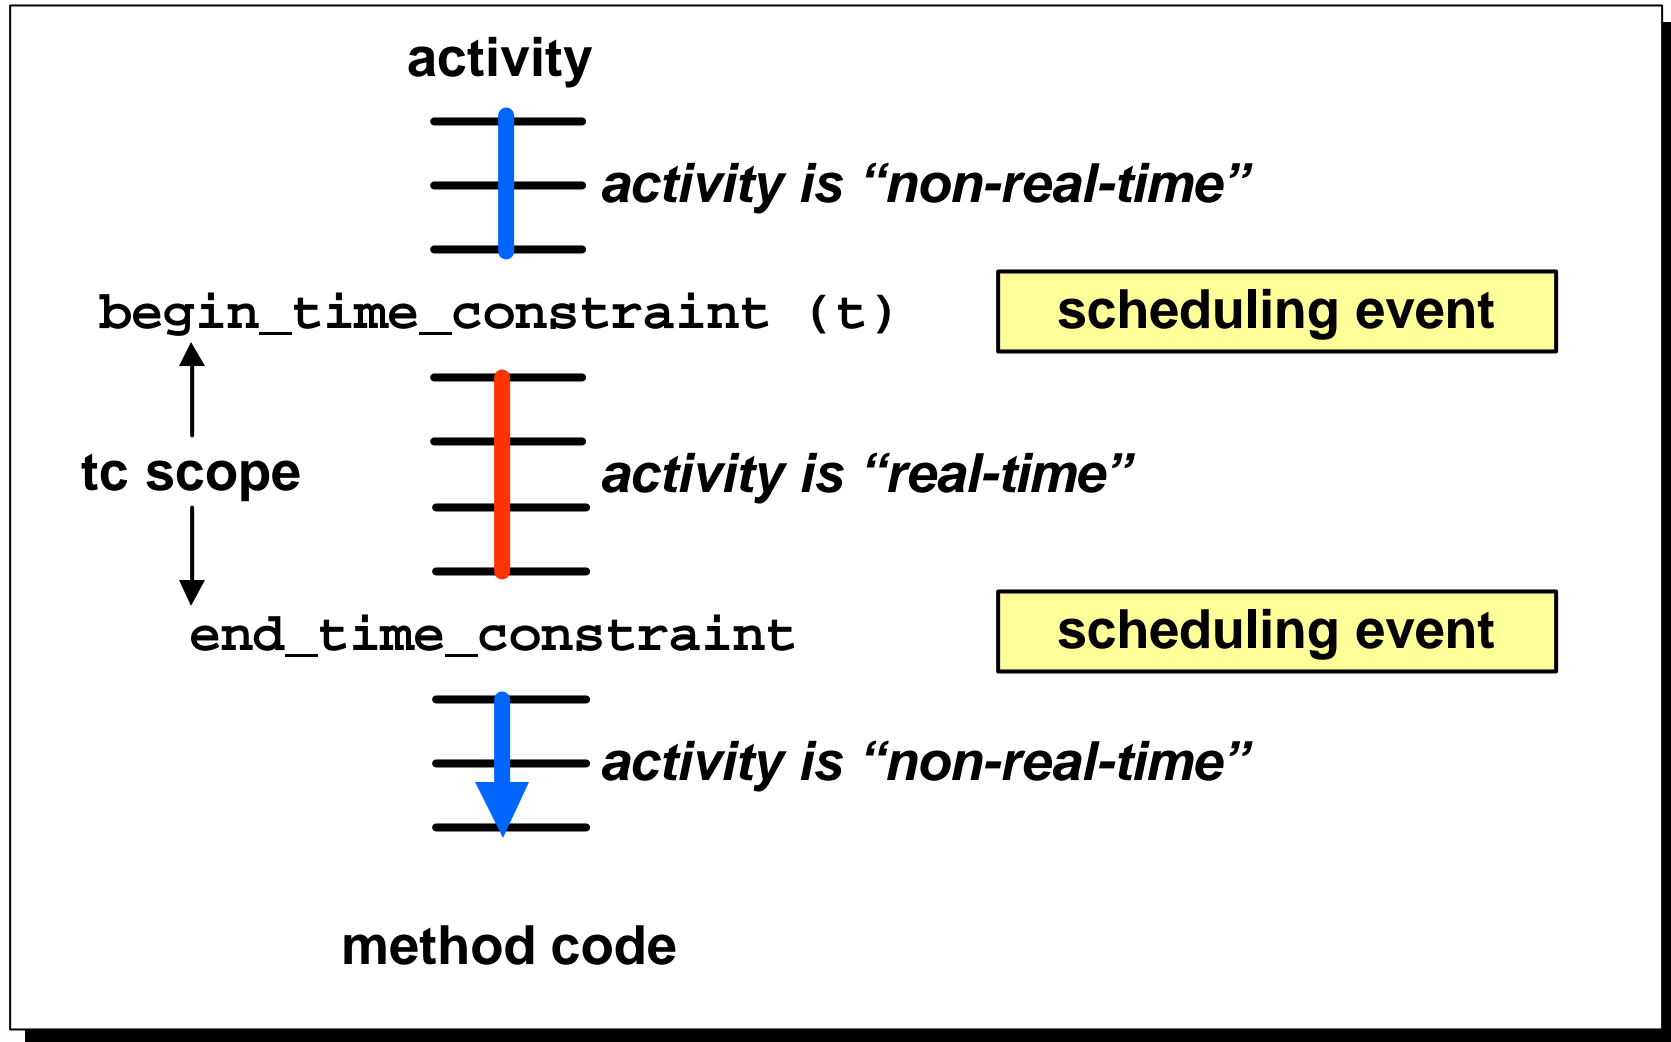 activity
activity is “non-real-time”
begin_time_constraint (t)
scheduling event
tc scope
activity is “real-time”
end_time_constraint
scheduling event
activity is “non-real-time”
method code